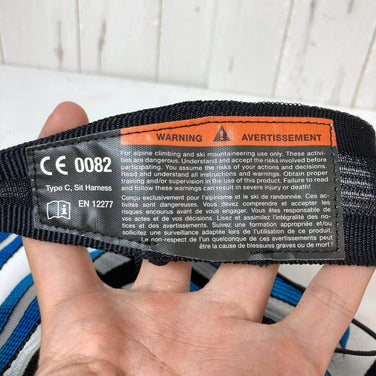 WARNING AVERTISSEMENT
CE 0082
Type C, Sit Harness
EN 12277
For alpine climbing and ski mountaineering use only. These activi-
ties are dangerous. Understand and accept the risks involved before
participating. You assume the risks of your actions and decisions.
Read and understand all instructions and warnings. Obtain proper
training and/or supervision in the use of this product. Failure to read
and follow these warnings can result in severe injury or death!
Conçu exclusivement pour l'alpinisme et le ski de randonnée. Ces ac-
tivités sont dangereuses. Vous devez comprendre et accepter les
risques encourus avant de vous engager. Vous êtes responsable de
vos actes et de vos décisions. Lisez et assimilez l'intégralité des no-
tices et des avertissements. Suivez une formation appropriée et/ou
sollicitez une surveillance adaptée lors de l'utilisation de ce produit.
Le non-respect de l'un quelconque de ces avertissements peut
être la cause de blessures graves ou de mort !